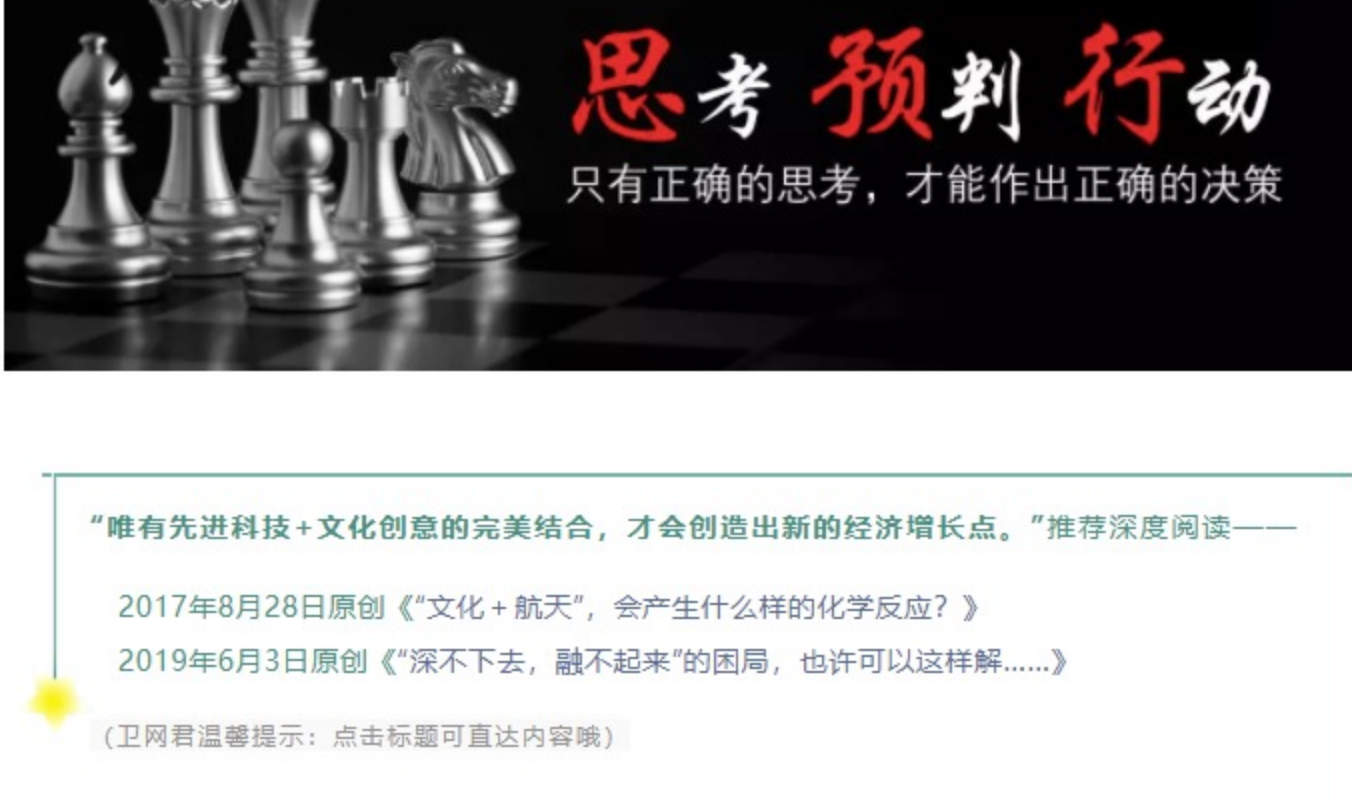 思考 预判 行动
只有正确的思考，才能作出正确的决策
“唯有先进科技+文化创意的完美结合，才会创造出新的经济增长点。”推荐深度阅读——
2017年8月28日原创《“文化+航天”，会产生什么样的化学反应？》
2019年6月3日原创《“深不下去，融不起来”的困局，也许可以这样解……》
（卫网君温馨提示：点击标题可直达内容哦）